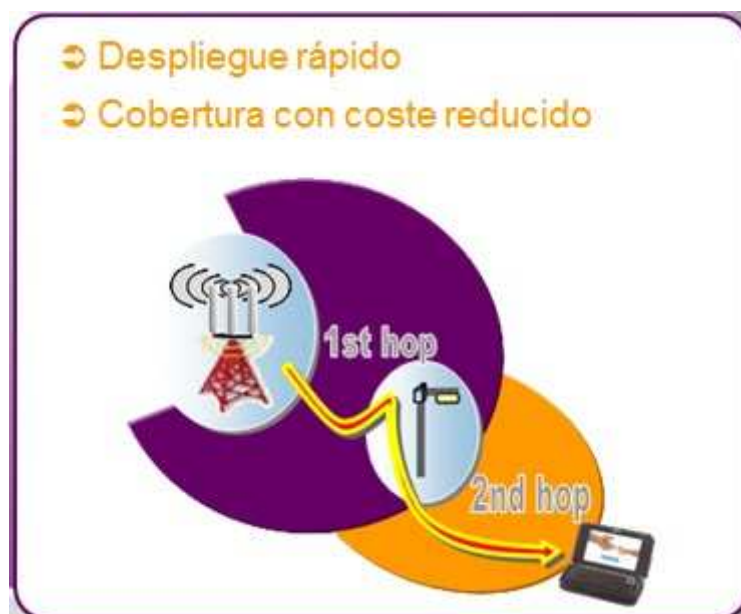 ➲ Despliegue rápido
➲ Cobertura con coste reducido
1st hop
2nd hop